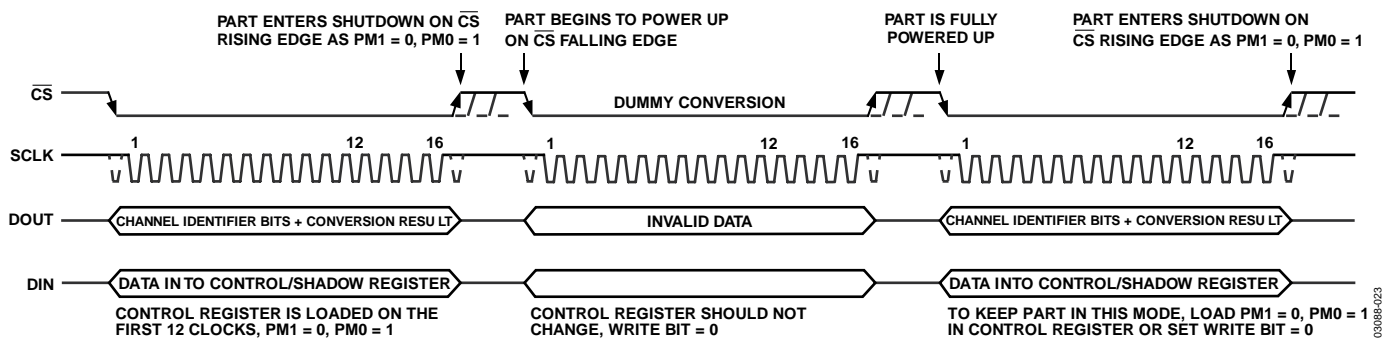 PART ENTERS SHUTDOWN ON C̅S̅
RISING EDGE AS PM1 = 0, PM0 = 1
PART BEGINS TO POWER UP
ON C̅S̅ FALLING EDGE
PART IS FULLY
POWERED UP
PART ENTERS SHUTDOWN ON
C̅S̅ RISING EDGE AS PM1 = 0, PM0 = 1
C̅S̅
DUMMY CONVERSION
SCLK
1 12 16
1 12 16
1 12 16
DOUT
CHANNEL IDENTIFIER BITS + CONVERSION RESU LT
INVALID DATA
CHANNEL IDENTIFIER BITS + CONVERSION RESU LT
DIN
DATA IN TO CONTROL/SHADOW REGISTER
DATA INTO CONTROL/SHADOW REGISTER
CONTROL REGISTER IS LOADED ON THE
FIRST 12 CLOCKS, PM1 = 0, PM0 = 1
CONTROL REGISTER SHOULD NOT
CHANGE, WRITE BIT = 0
TO KEEP PART IN THIS MODE, LOAD PM1 = 0, PM0 = 1
IN CONTROL REGISTER OR SET WRITE BIT = 0
03088-023